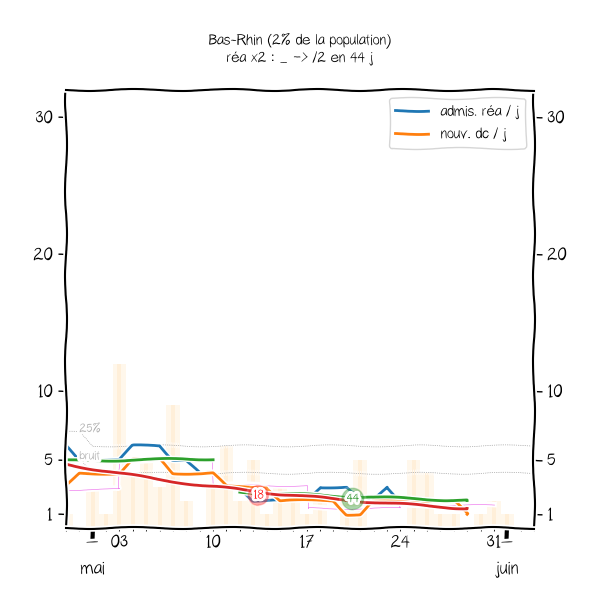 Bas-Rhin (2% de la population)
réa x2 : _ -> /2 en 44 j
admis. réa / j
nouv. dc / j
30
30
20
20
10
10
25%
bruit
5
5
18
44
1
1
03
10
17
24
31
mai
juin